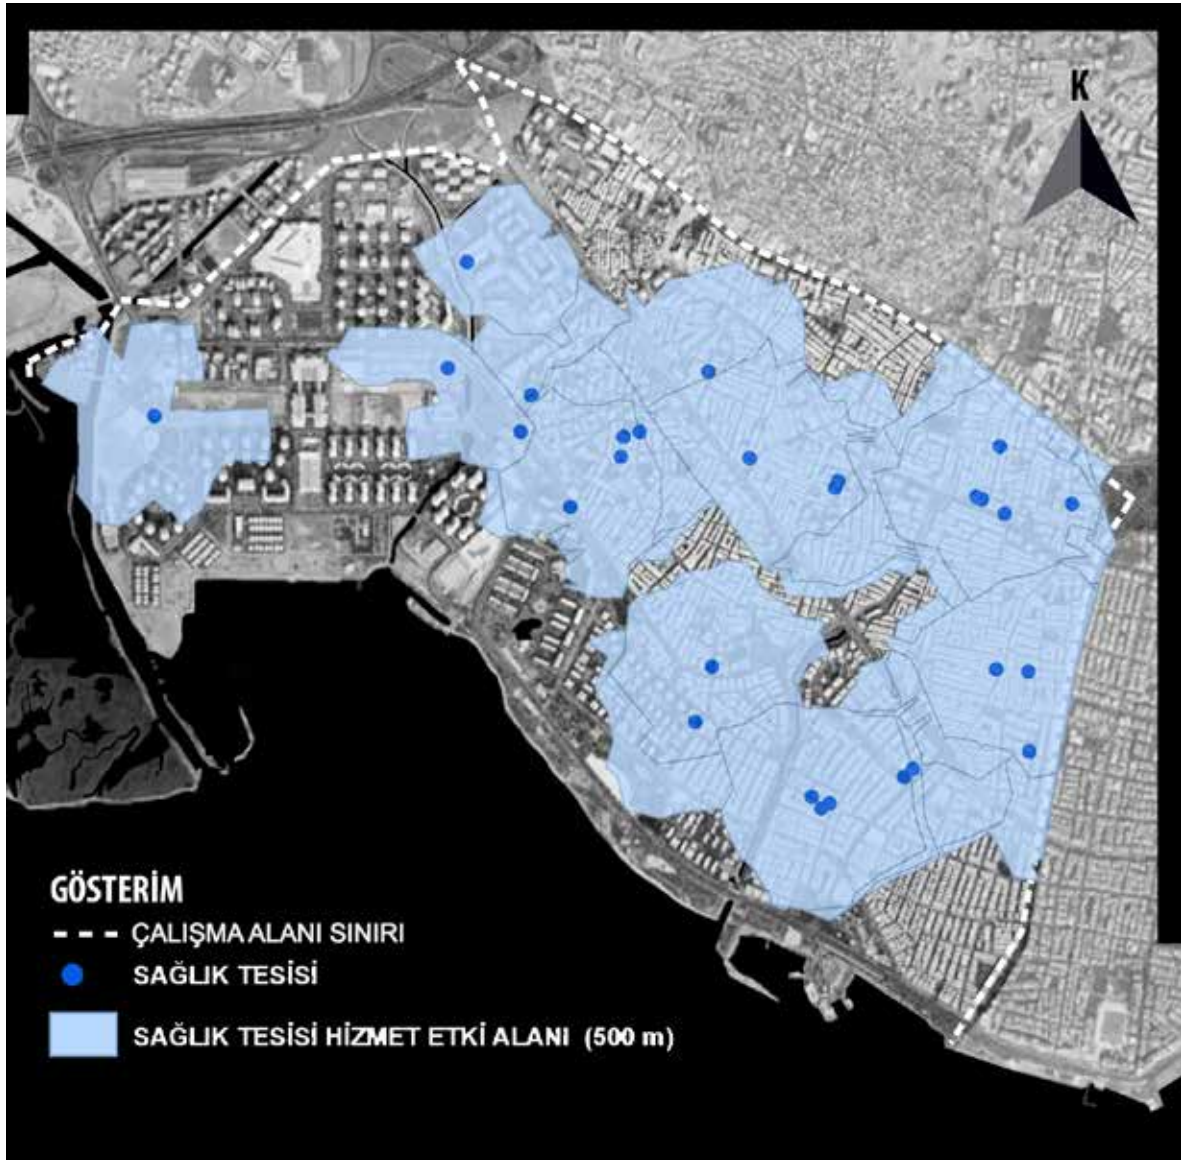 K
GÖSTERİM
ÇALIŞMA ALANI SINIRI
SAĞLIK TESİSİ
SAĞLIK TESİSİ HİZMET ETKİ ALANI (500 m)